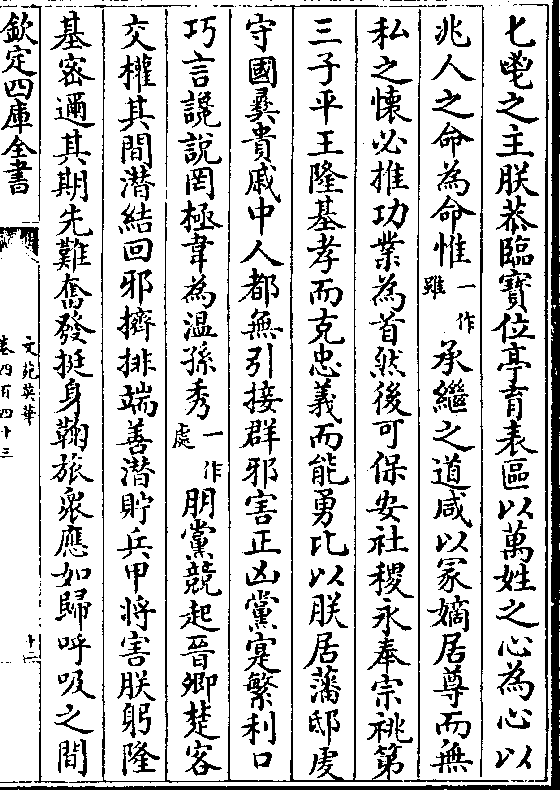 七鬯之主朕恭臨寳位亭育表區以萬姓之心為心以
兆人之命為命惟一作雖承繼之道咸以冢嫡居尊而無
私之懐必推功業為首然後可保安社稷永奉宗祧第
三子平王隆基孝而克忠義而能勇比以朕居藩邸虔
守國彛貴戚中人都無引接群邪害正凶黨寔繁利口
巧言讒說罔極韋為温孫秀一作處朋黨競起晉卿楚客
交權其間潜結回邪擠排端善潜貯兵甲將害朕躬隆
基密邇其期先難奮發挺身鞠旅衆應如歸呼吸之間
欽定四庫全書
文苑英華
卷四百四十三
十二